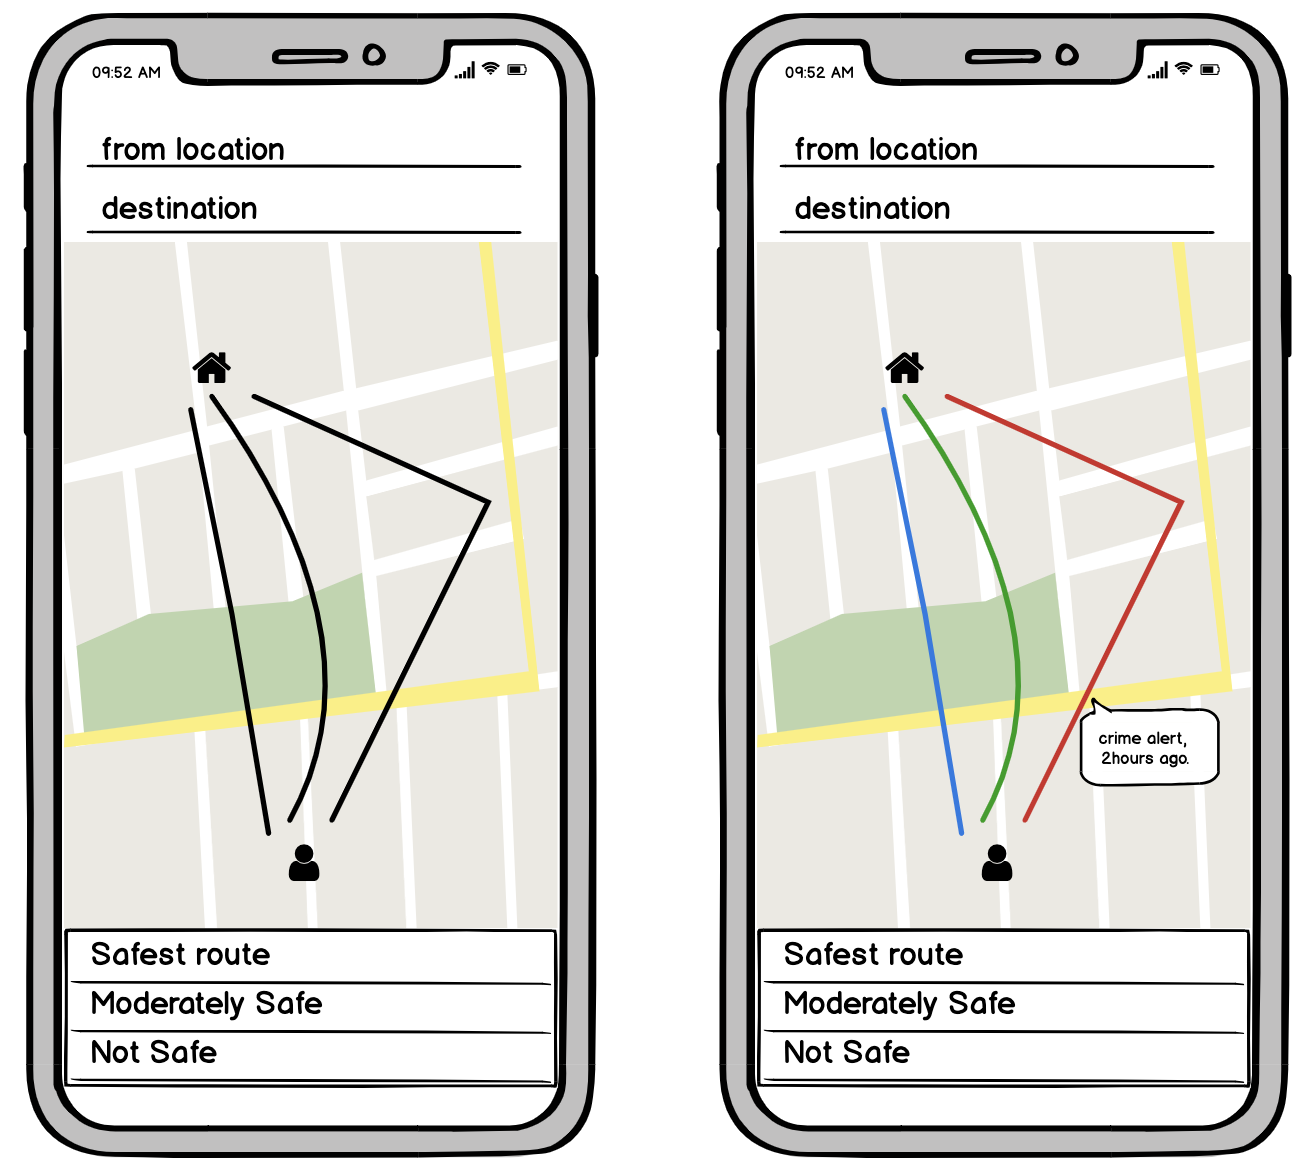 09:52 AM
from location
destination
Safest route
Moderately Safe
Not Safe
09:52 AM
from location
destination
crime alert,
2hours ago.
Safest route
Moderately Safe
Not Safe